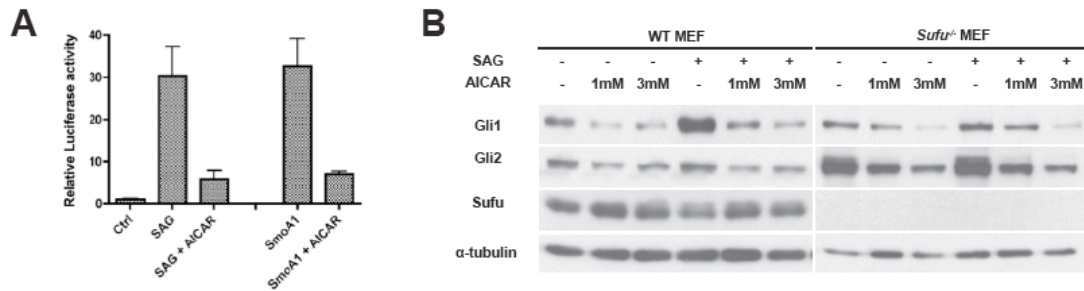 A
Relative Luciferase activity
40
30
20
10
0
Ctrl
SAG
SAG + AICAR
SmoA1
SmoA1 + AICAR
B
WT MEF Sufu-/- MEF
SAG - - - + + + - - - + + +
AICAR - 1mM 3mM - 1mM 3mM - 1mM 3mM - 1mM 3mM
Gli1
Gli2
Sufu
α-tubulin